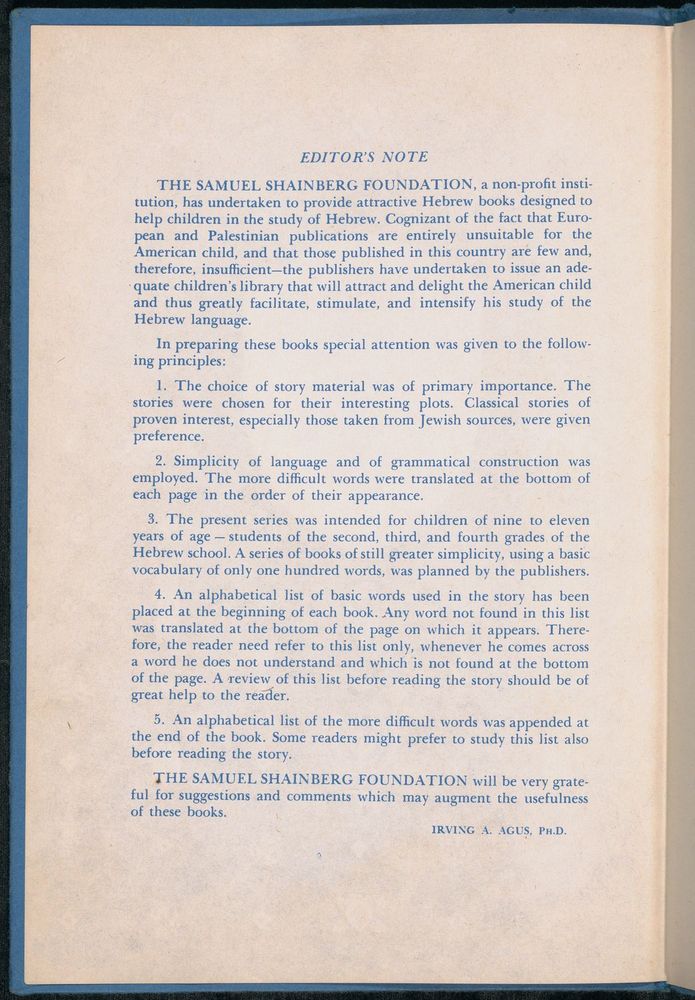 EDITOR'S NOTE
THE SAMUEL SHAINBERG FOUNDATION, a non-profit insti-
tution, has undertaken to provide attractive Hebrew books designed to
help children in the study of Hebrew. Cognizant of the fact that Euro-
pean and Palestinian publications are entirely unsuitable for the
American child, and that those published in this country are few and,
therefore, insufficient—the publishers have undertaken to issue an ade-
quate children's library that will attract and delight the American child
and thus greatly facilitate, stimulate, and intensify his study of the
Hebrew language.
In preparing these books special attention was given to the follow-
ing principles:
1. The choice of story material was of primary importance. The
stories were chosen for their interesting plots. Classical stories of
proven interest, especially those taken from Jewish sources, were given
preference.
2. Simplicity of language and of grammatical construction was
employed. The more difficult words were translated at the bottom of
each page in the order of their appearance.
3. The present series was intended for children of nine to eleven
years of age — students of the second, third, and fourth grades of the
Hebrew school. A series of books of still greater simplicity, using a basic
vocabulary of only one hundred words, was planned by the publishers.
4. An alphabetical list of basic words used in the story has been
placed at the beginning of each book. Any word not found in this list
was translated at the bottom of the page on which it appears. There-
fore, the reader need refer to this list only, whenever he comes across
a word he does not understand and which is not found at the bottom
of the page. A review of this list before reading the story should be of
great help to the reader.
5. An alphabetical list of the more difficult words was appended at
the end of the book. Some readers might prefer to study this list also
before reading the story.
THE SAMUEL SHAINBERG FOUNDATION will be very grate-
ful for suggestions and comments which may augment the usefulness
of these books.
IRVING A. AGUS, PH.D.